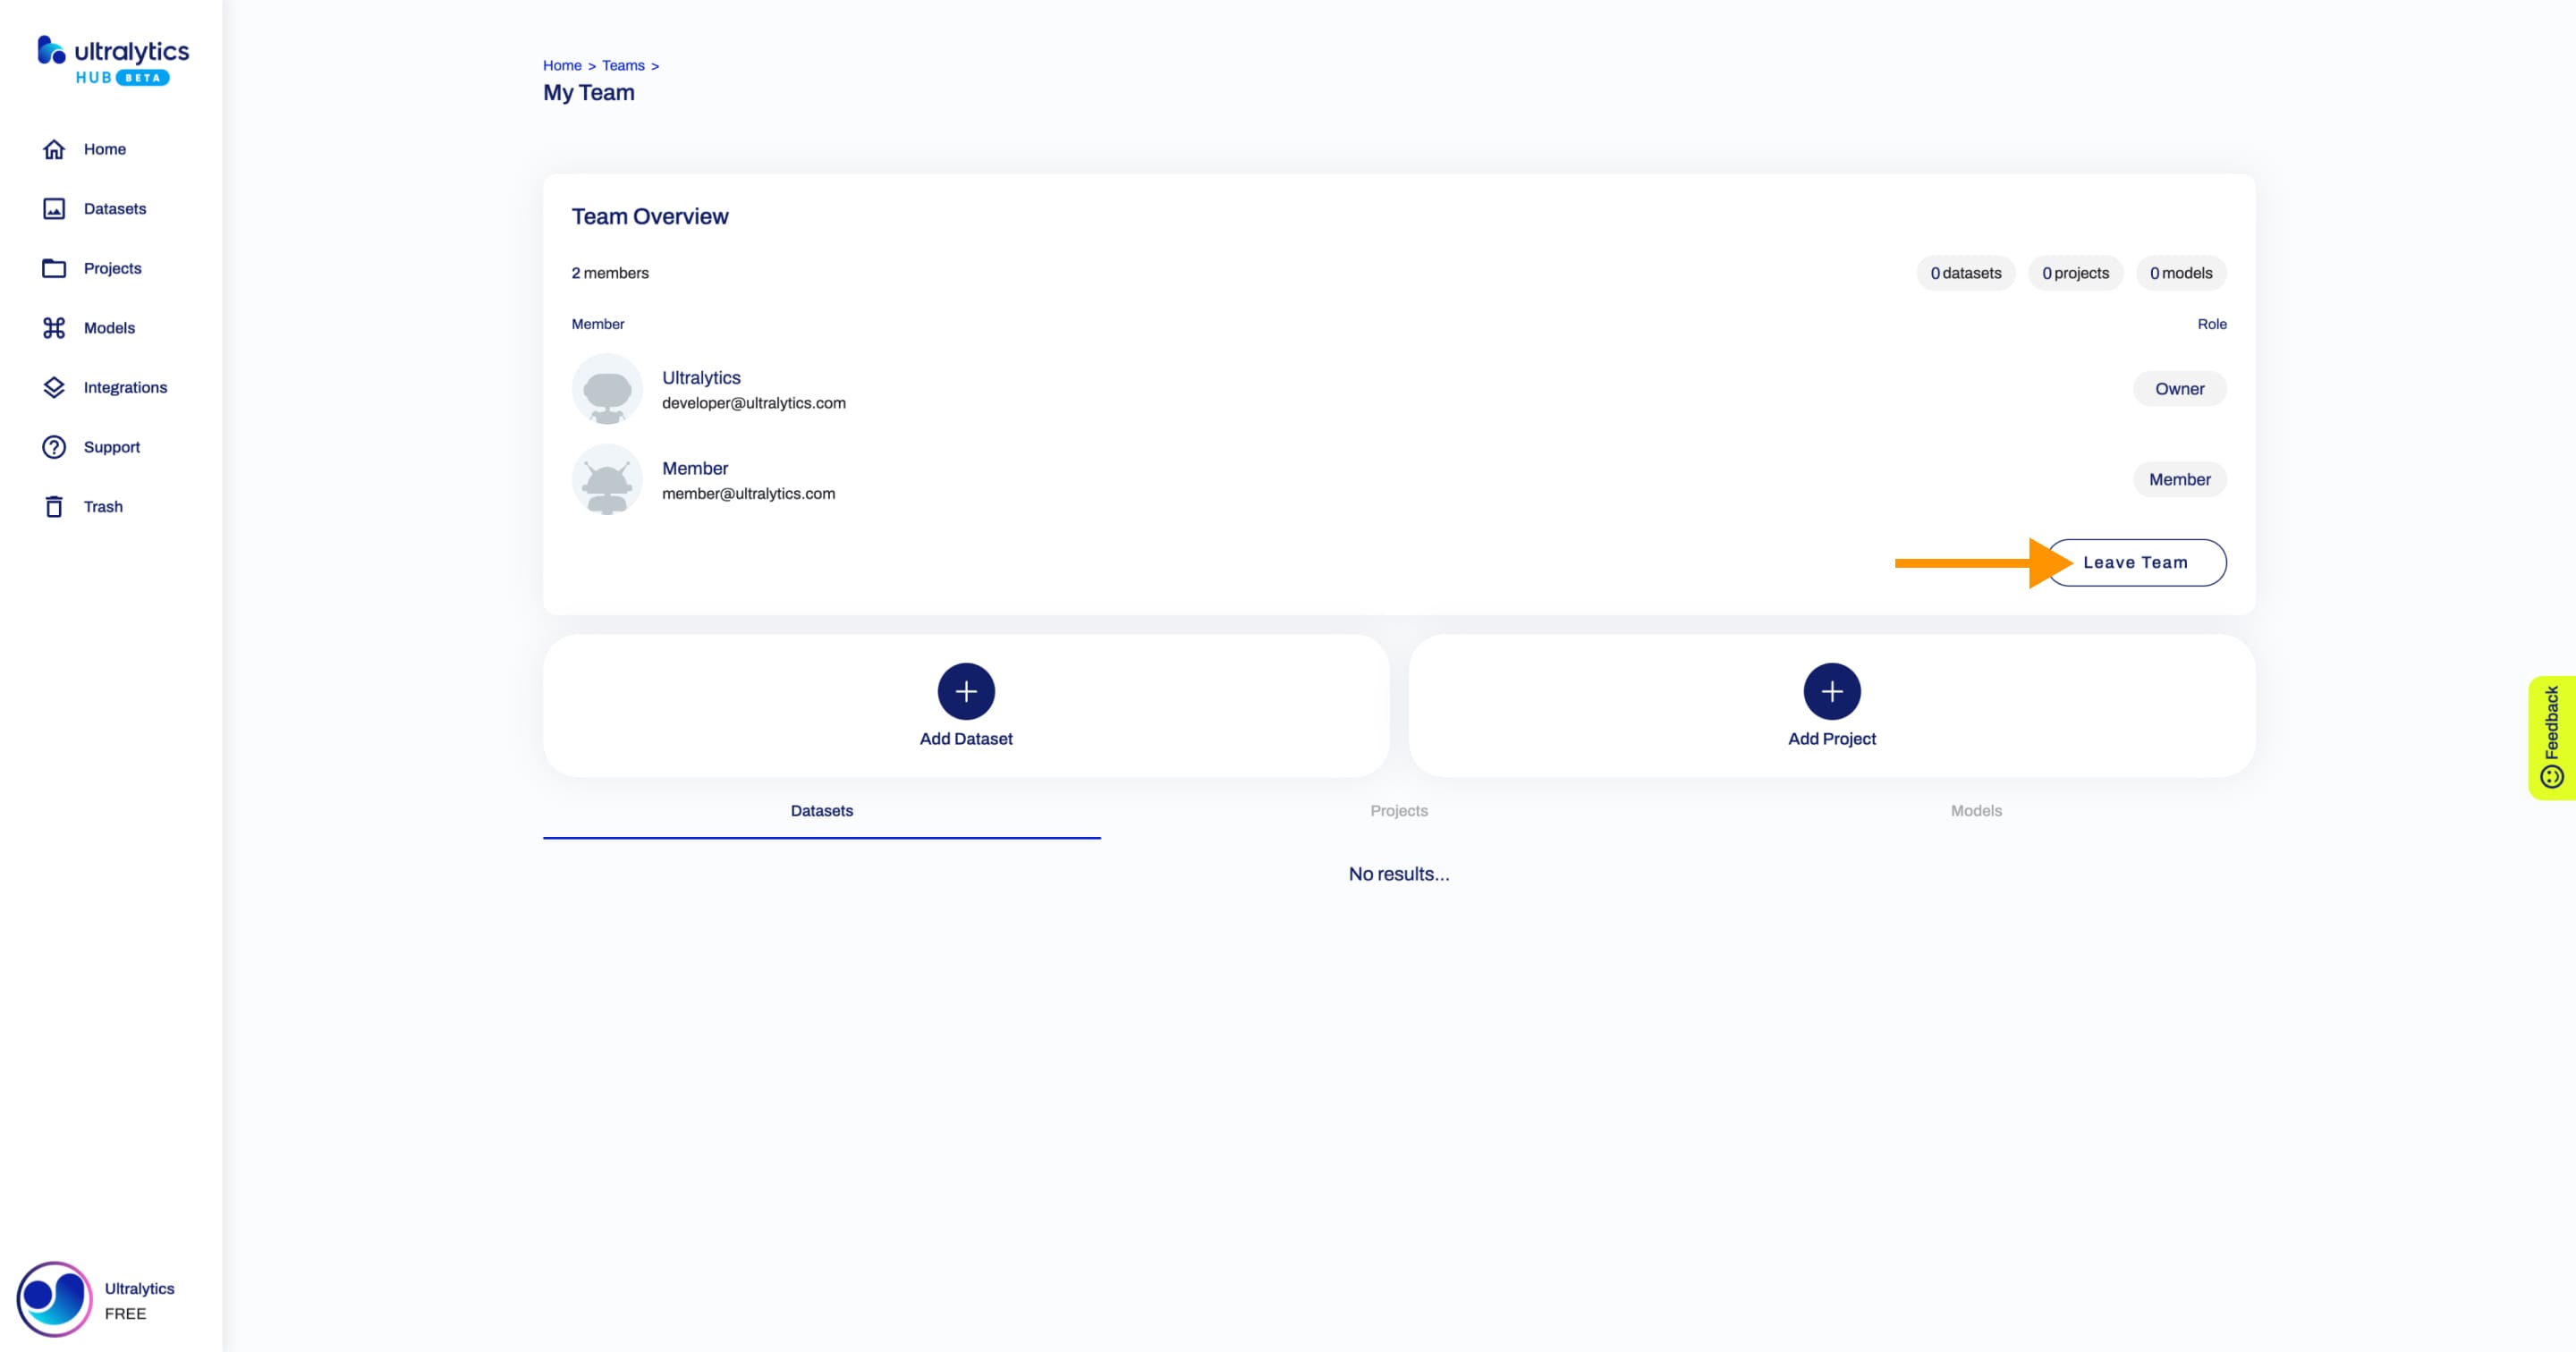 ultralytics
HUB BETA
Home
Datasets
Projects
Models
Integrations
Support
Trash
Ultralytics
FREE
Home > Teams >
My Team
Team Overview
2 members
0 datasets 0 projects 0 models
Member Role
Ultralytics
developer@ultralytics.com
Owner
Member
member@ultralytics.com
Member
Leave Team
Add Dataset
Add Project
Datasets Projects Models
No results...
Feedback